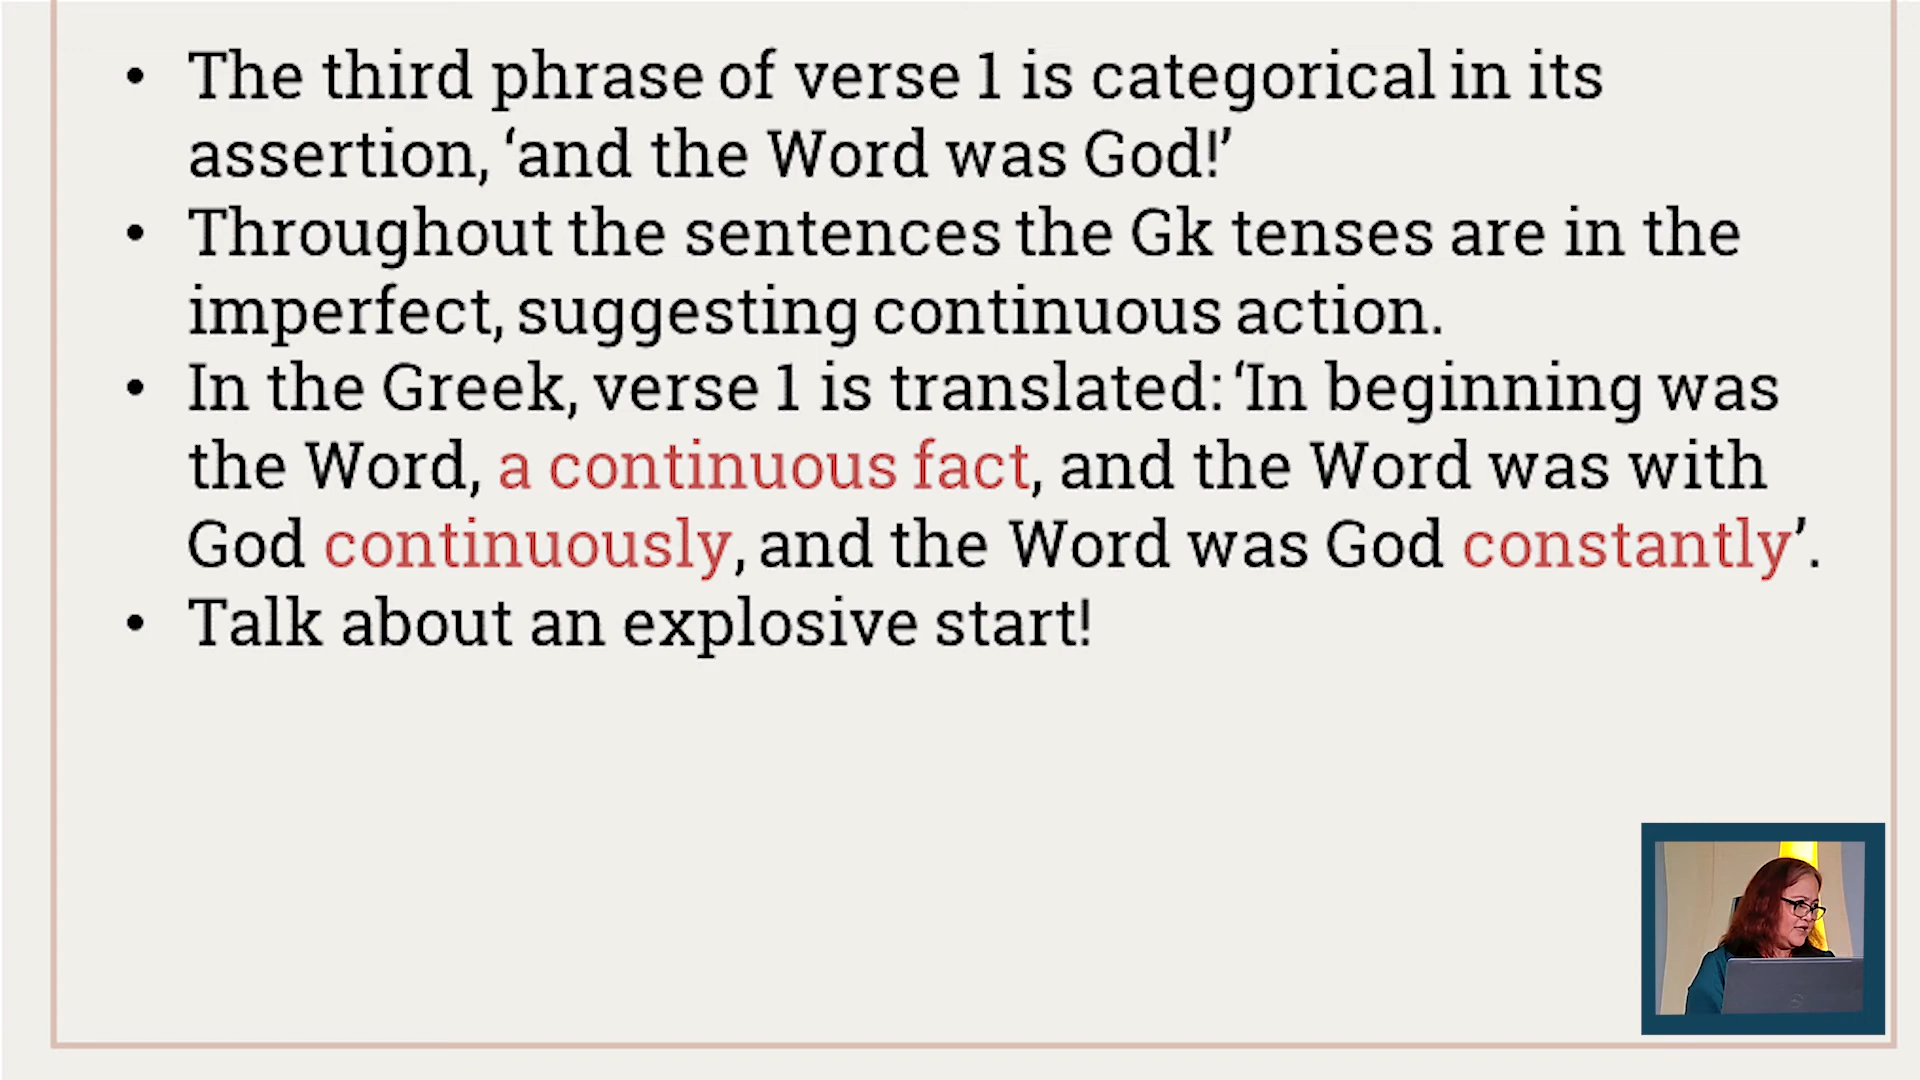 • The third phrase of verse 1 is categorical in its
assertion, ‘and the Word was God!’
• Throughout the sentences the Gk tenses are in the
imperfect, suggesting continuous action.
• In the Greek, verse 1 is translated: ‘In beginning was
the Word, a continuous fact, and the Word was with
God continuously, and the Word was God constantly’.
• Talk about an explosive start!